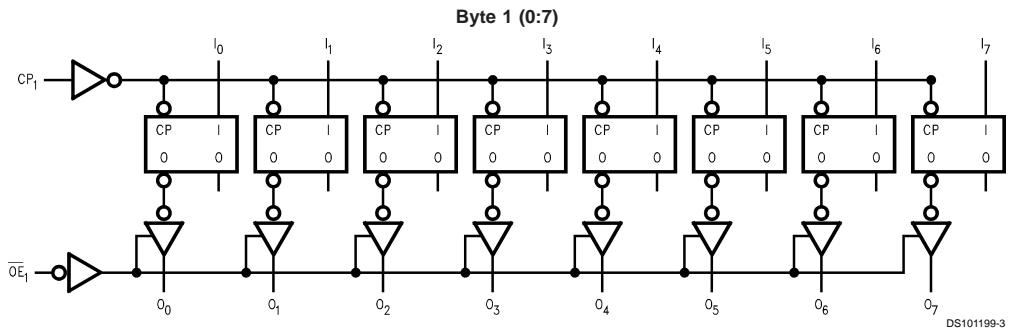 Byte 1 (0:7)
I0 I1 I2 I3 I4 I5 I6 I7
CP1
CP I CP I CP I CP I CP I CP I CP I CP I
O O O O O O O O O O O O O O O O
OE1
O0 O1 O2 O3 O4 O5 O6 O7
DS101199-3